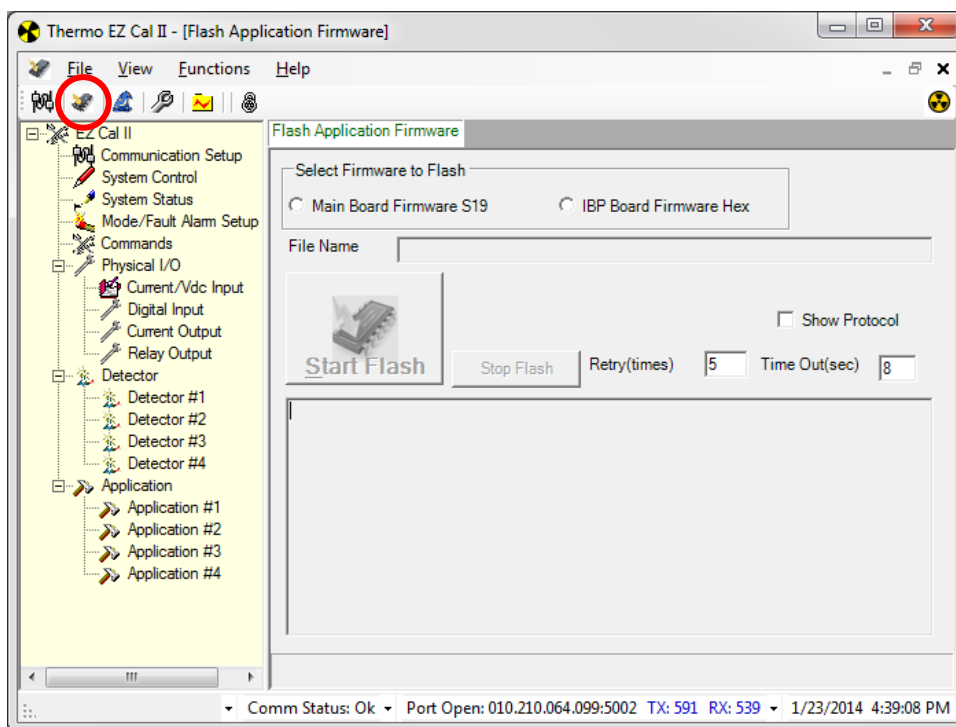 Thermo EZ Cal II - [Flash Application Firmware]
File View Functions Help
EZ Cal II
Communication Setup
System Control
System Status
Mode/Fault Alarm Setup
Commands
Physical I/O
Current/Vdc Input
Digital Input
Current Output
Relay Output
Detector
Detector #1
Detector #2
Detector #3
Detector #4
Application
Application #1
Application #2
Application #3
Application #4
Flash Application Firmware
Select Firmware to Flash
Main Board Firmware S19 IBP Board Firmware Hex
File Name
Show Protocol
Start Flash Stop Flash Retry(times) 5 Time Out(sec) 8
Comm Status: Ok Port Open: 010.210.064.099:5002 TX: 591 RX: 539 1/23/2014 4:39:08 PM